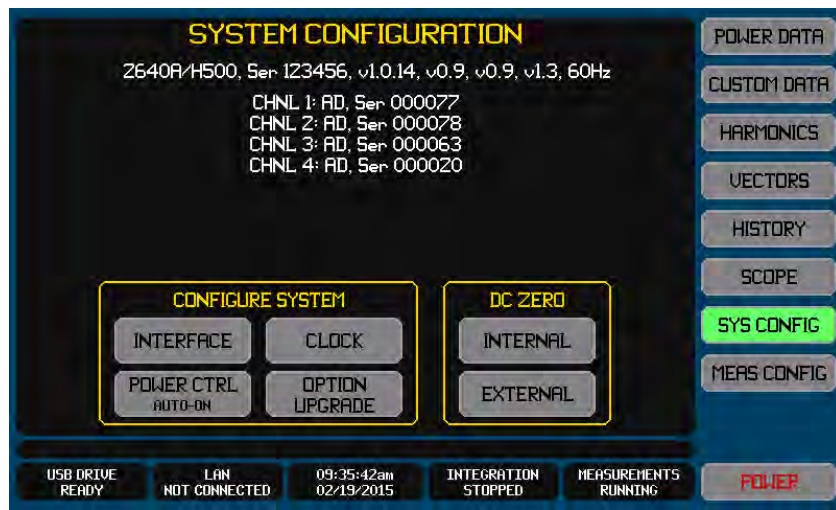 SYSTEM CONFIGURATION
Z640A/H500, Ser 123456, v1.0.14, v0.9, v0.9, v1.3, 60Hz
CHNL 1: AD, Ser 000077
CHNL 2: AD, Ser 000078
CHNL 3: AD, Ser 000063
CHNL 4: AD, Ser 000020
CONFIGURE SYSTEM
INTERFACE
CLOCK
POWER CTRL
AUTO-ON
OPTION
UPGRADE
DC ZERO
INTERNAL
EXTERNAL
USB DRIVE
READY
LAN
NOT CONNECTED
09:35:42am
02/19/2015
INTEGRATION
STOPPED
MEASUREMENTS
RUNNING
POWER DATA
CUSTOM DATA
HARMONICS
VECTORS
HISTORY
SCOPE
SYS CONFIG
MEAS CONFIG
POWER